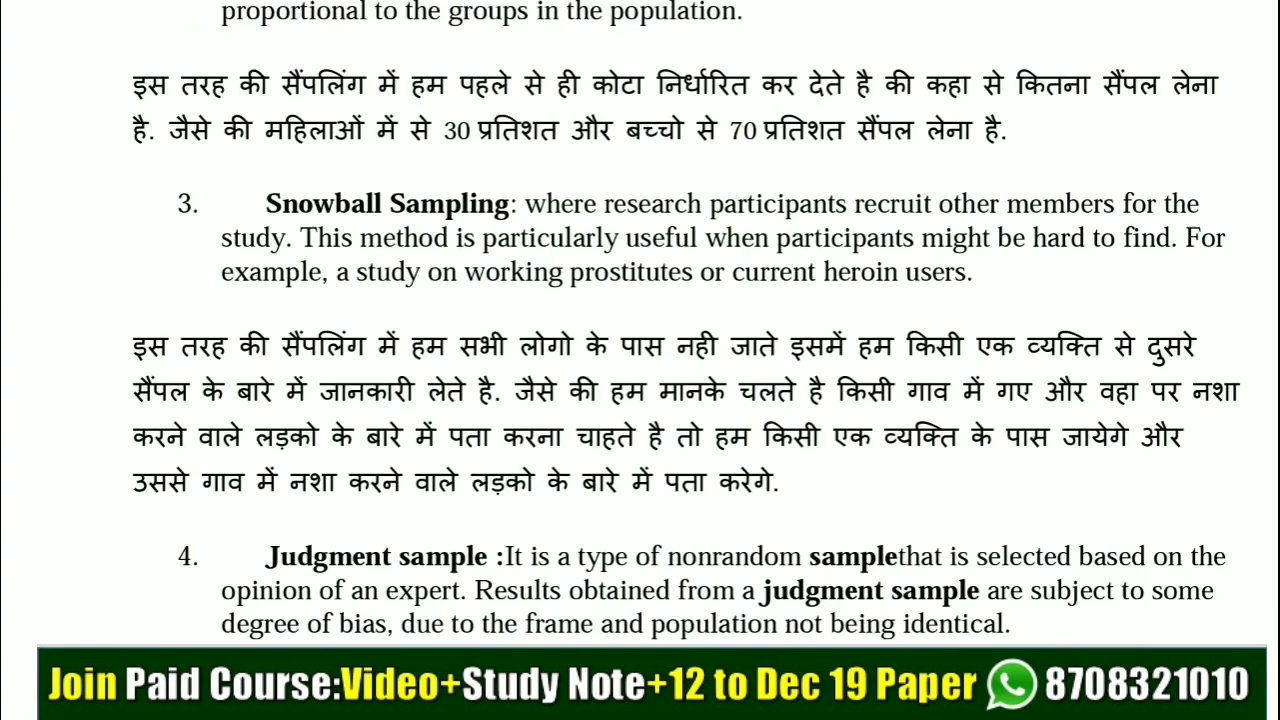 proportional to the groups in the population.
इस तरह की सैंपलिंग में हम पहले से ही कोटा निर्धारित कर देते है की कहा से कितना सैंपल लेना
है. जैसे की महिलाओं में से 30 प्रतिशत और बच्चो से 70 प्रतिशत सैंपल लेना है.
3. Snowball Sampling: where research participants recruit other members for the
study. This method is particularly useful when participants might be hard to find. For
example, a study on working prostitutes or current heroin users.
इस तरह की सैंपलिंग में हम सभी लोगो के पास नही जाते इसमें हम किसी एक व्यक्ति से दुसरे
सैंपल के बारे में जानकारी लेते है. जैसे की हम मानके चलते है किसी गाव में गए और वहा पर नशा
करने वाले लड़को के बारे में पता करना चाहते है तो हम किसी एक व्यक्ति के पास जायेगे और
उससे गाव में नशा करने वाले लड़को के बारे में पता करेगे.
4. Judgment sample :It is a type of nonrandom samplethat is selected based on the
opinion of an expert. Results obtained from a judgment sample are subject to some
degree of bias, due to the frame and population not being identical.
Join Paid Course:Video+Study Note+12 to Dec 19 Paper 8708321010